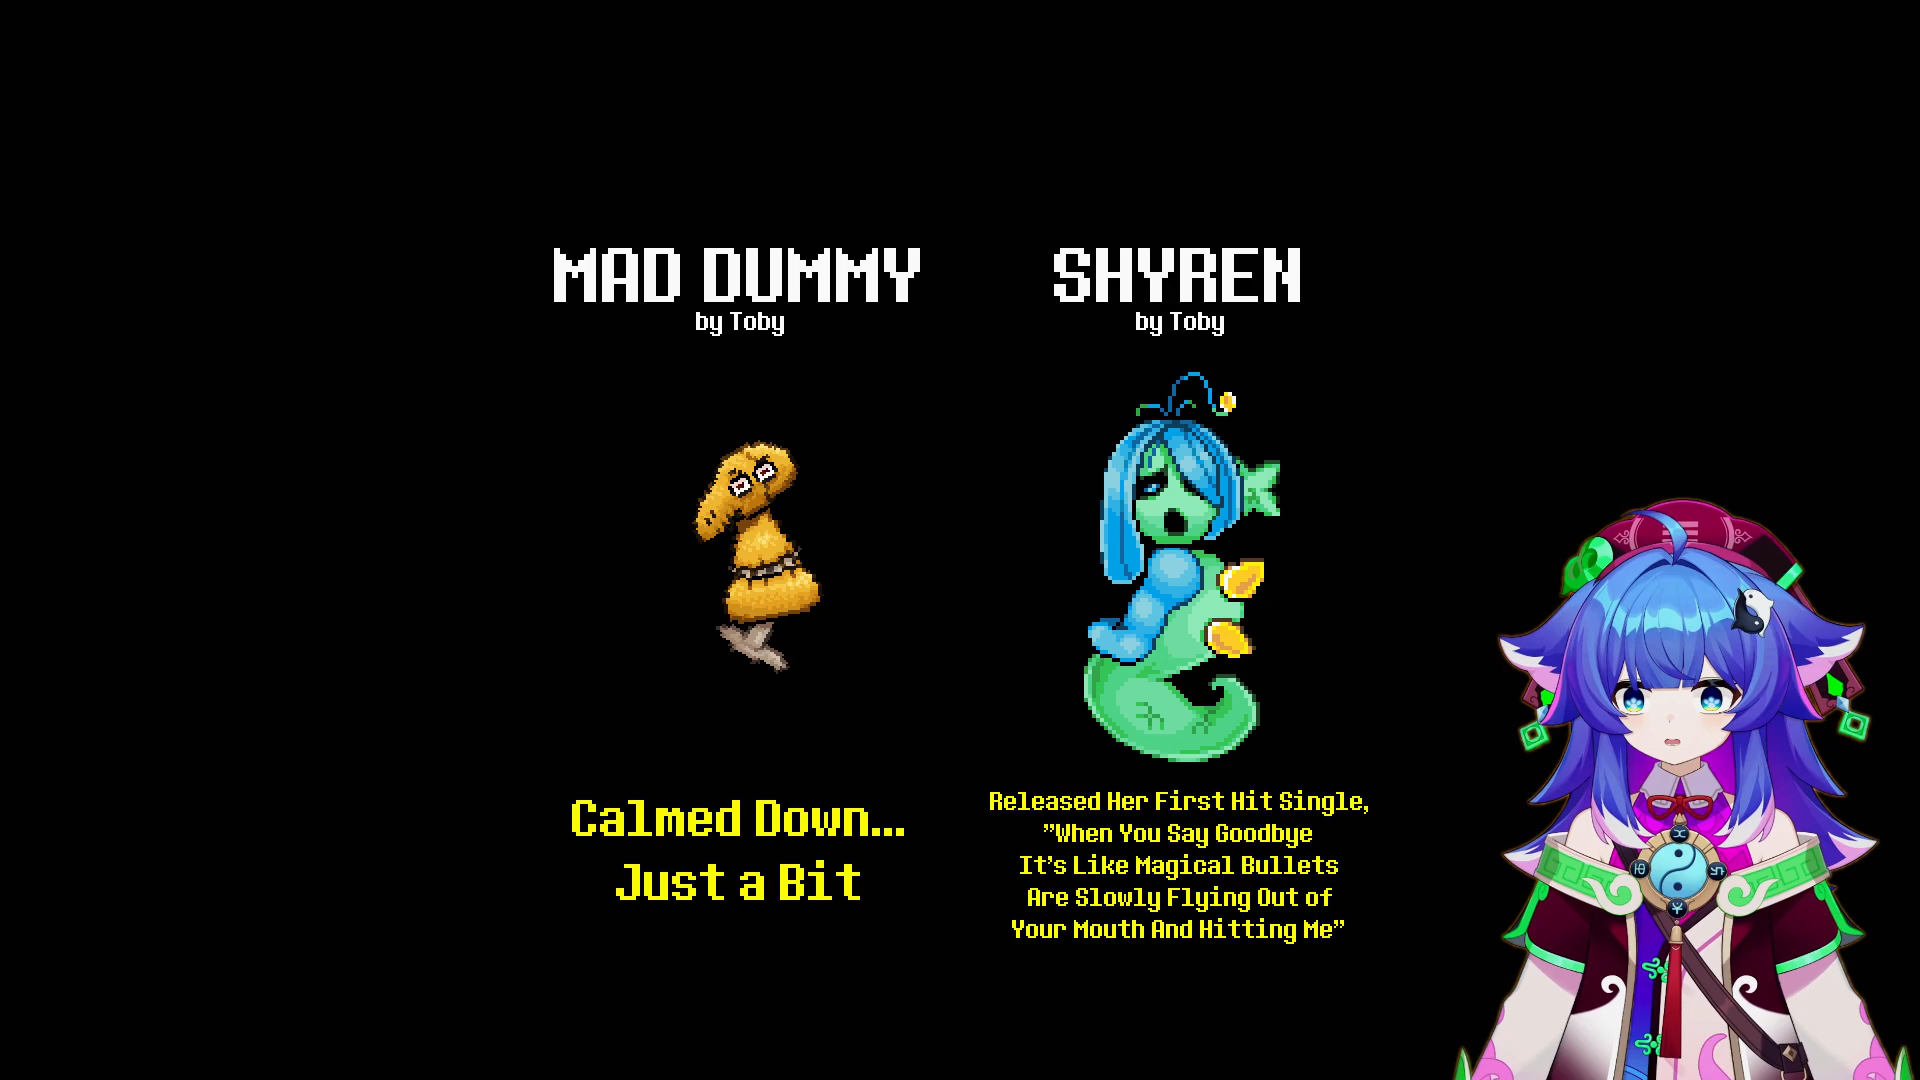 MAD DUMMY
by Toby
Calmed Down...
Just a Bit
SHYREN
by Toby
Released Her First Hit Single,
"When You Say Goodbye
It's Like Magical Bullets
Are Slowly Flying Out of
Your Mouth And Hitting Me"